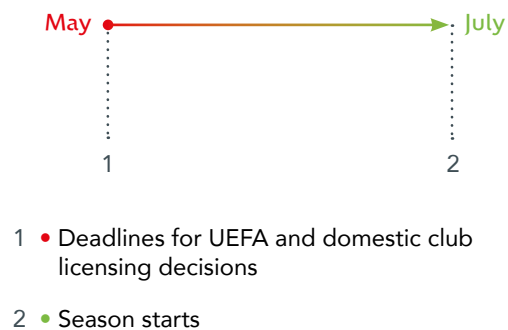 May July
1 2
1 • Deadlines for UEFA and domestic club
licensing decisions
2 • Season starts